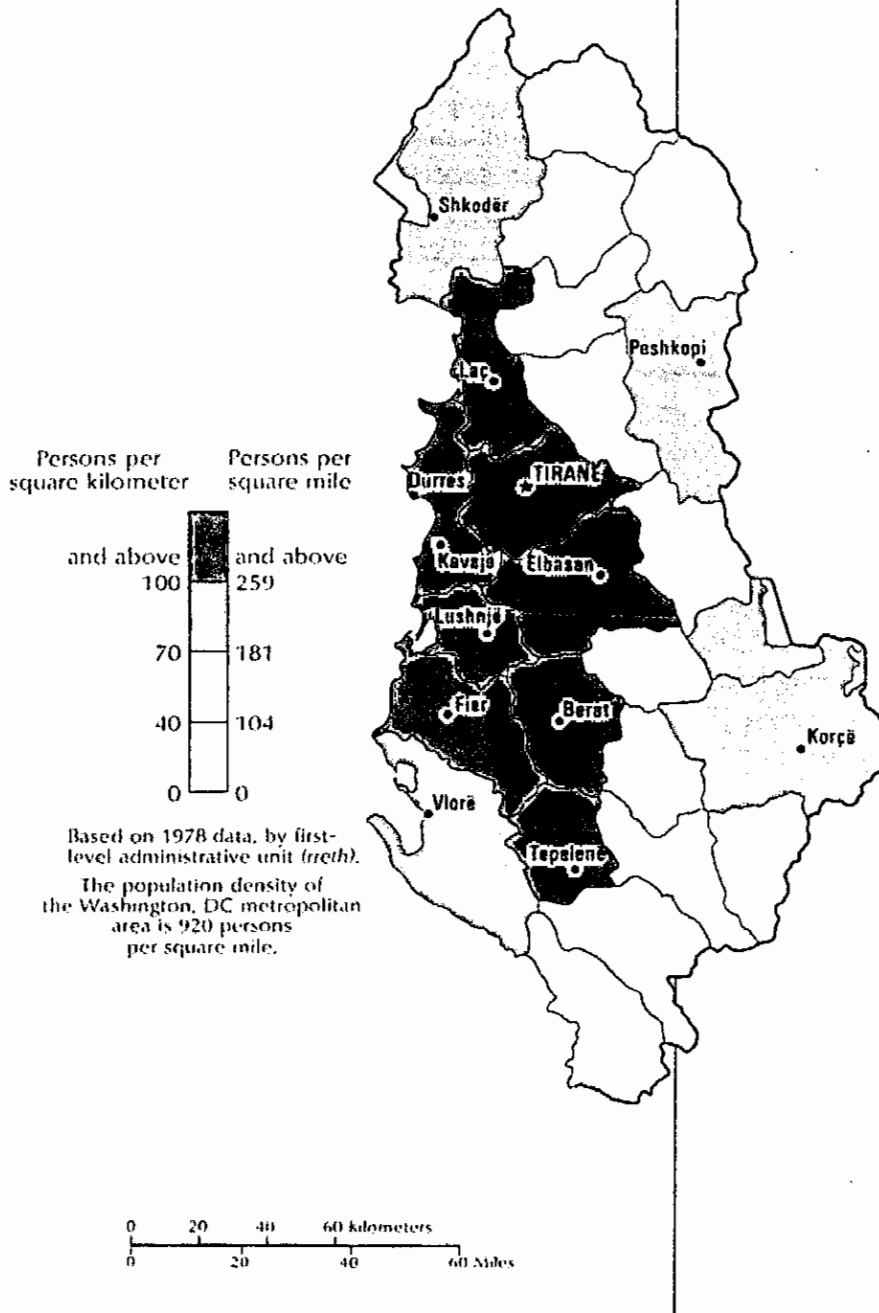 Shkodër
Peshkopi
Laç
Durrës
TIRANË
Kavajë
Elbasan
Lushnjë
Fier
Berat
Korçë
Vlorë
Tepelenë
Persons per
square kilometer
Persons per
square mile
and above
and above
100
259
70
181
40
104
0
0
Based on 1978 data, by first-
level administrative unit (rreth).
The population density of
the Washington, DC metropolitan
area is 920 persons
per square mile.
0 20 40 60 Kilometers
0 20 40 60 Miles